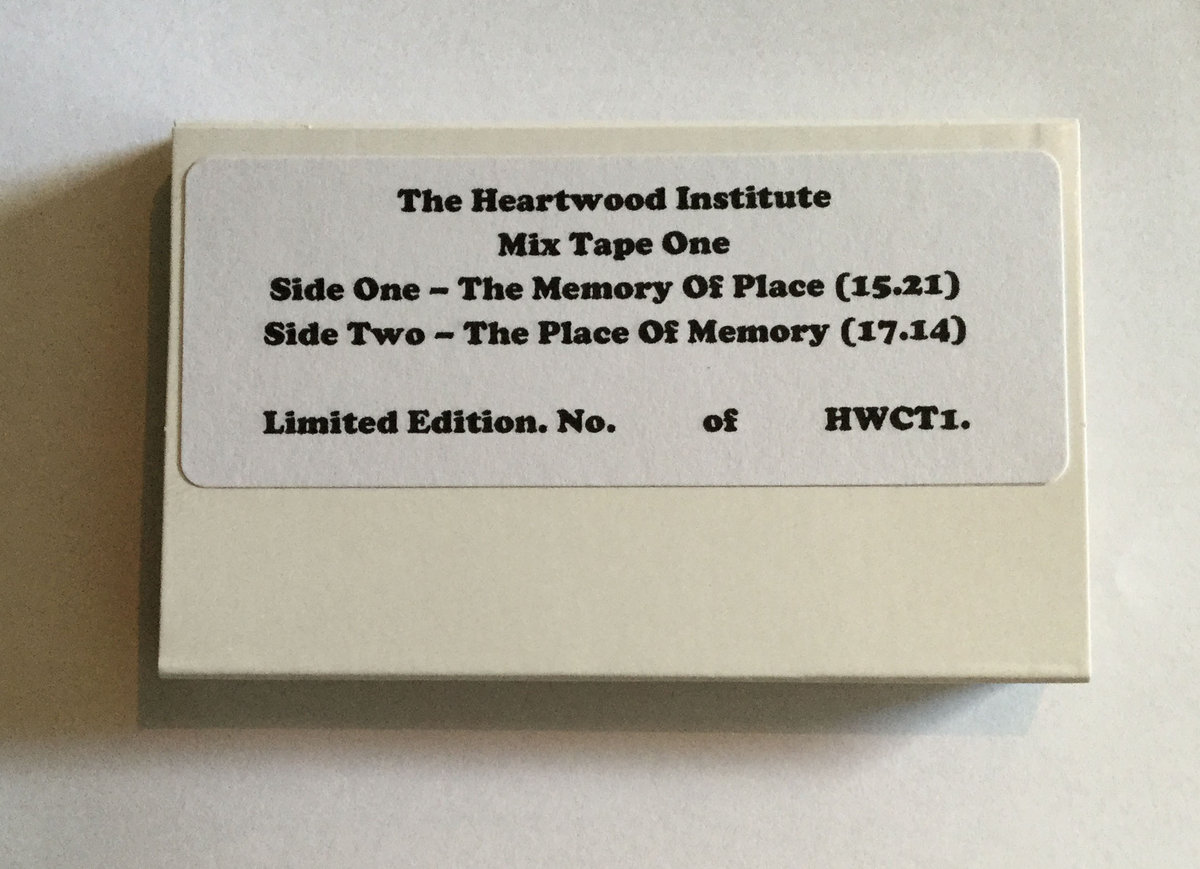 The Heartwood Institute
Mix Tape One
Side One – The Memory Of Place (15.21)
Side Two – The Place Of Memory (17.14)
Limited Edition. No. of HWCT1.